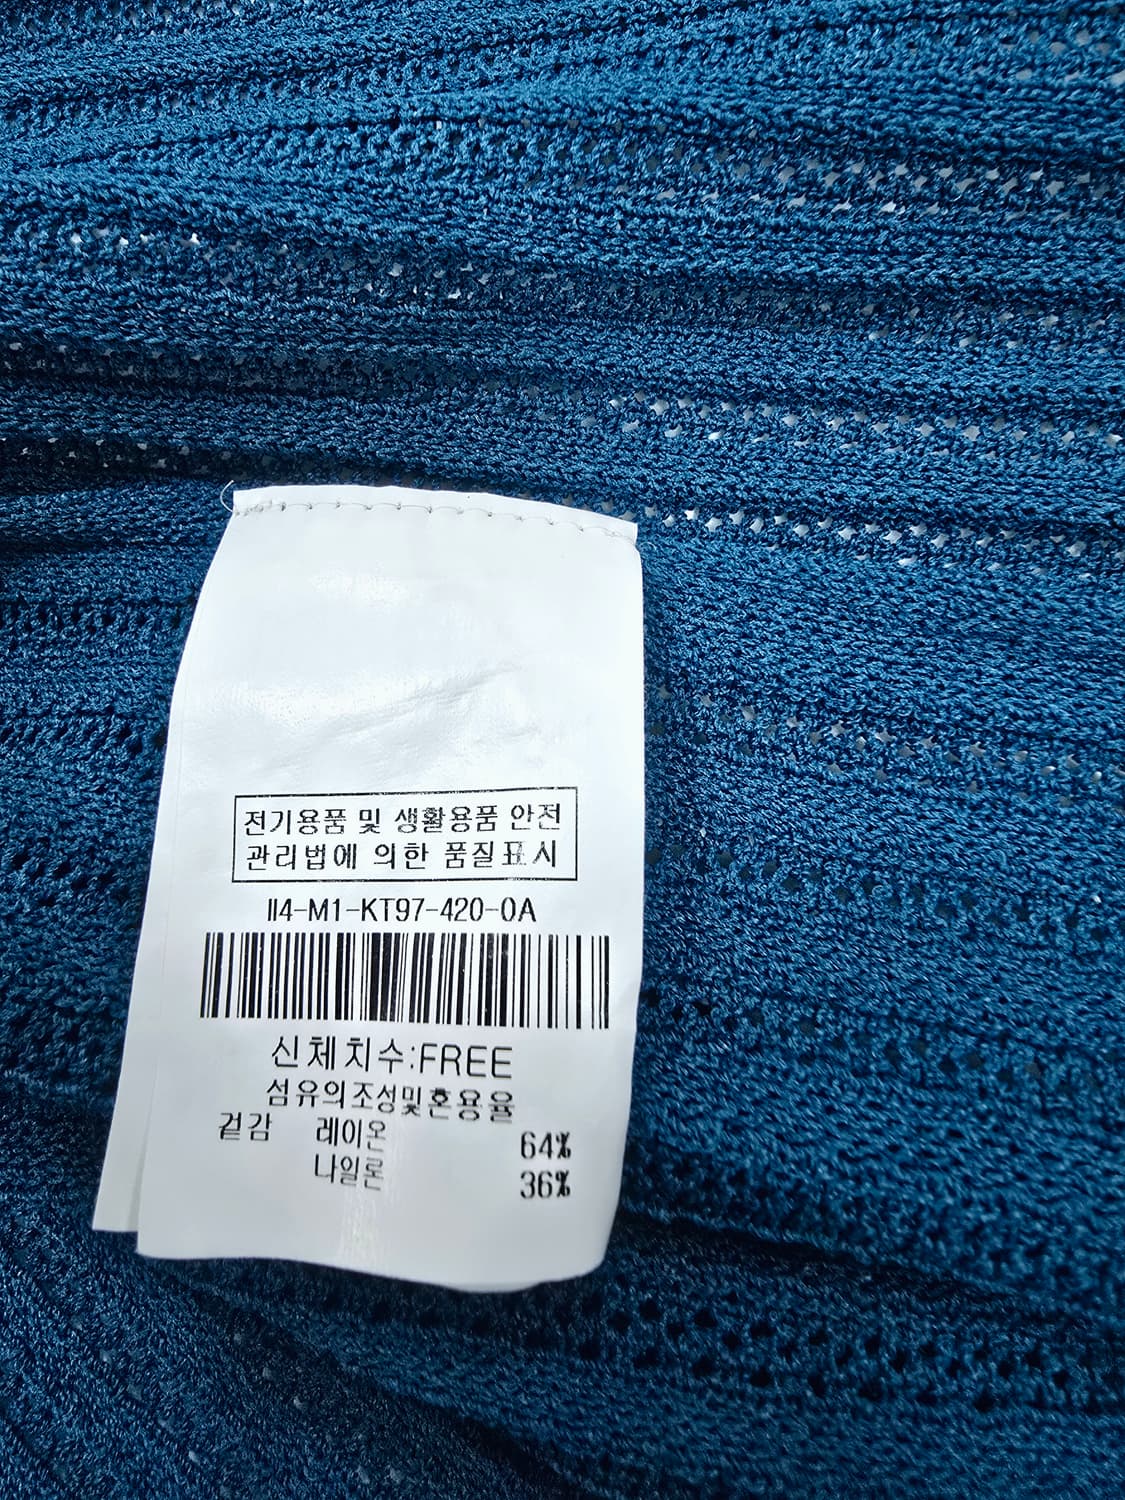 전기용품 및 생활용품 안전
관리법에 의한 품질표시
II4-M1-KT97-420-0A
신체치수:FREE
섬유의조성및혼용율
겉감 레이온 64%
나일론 36%